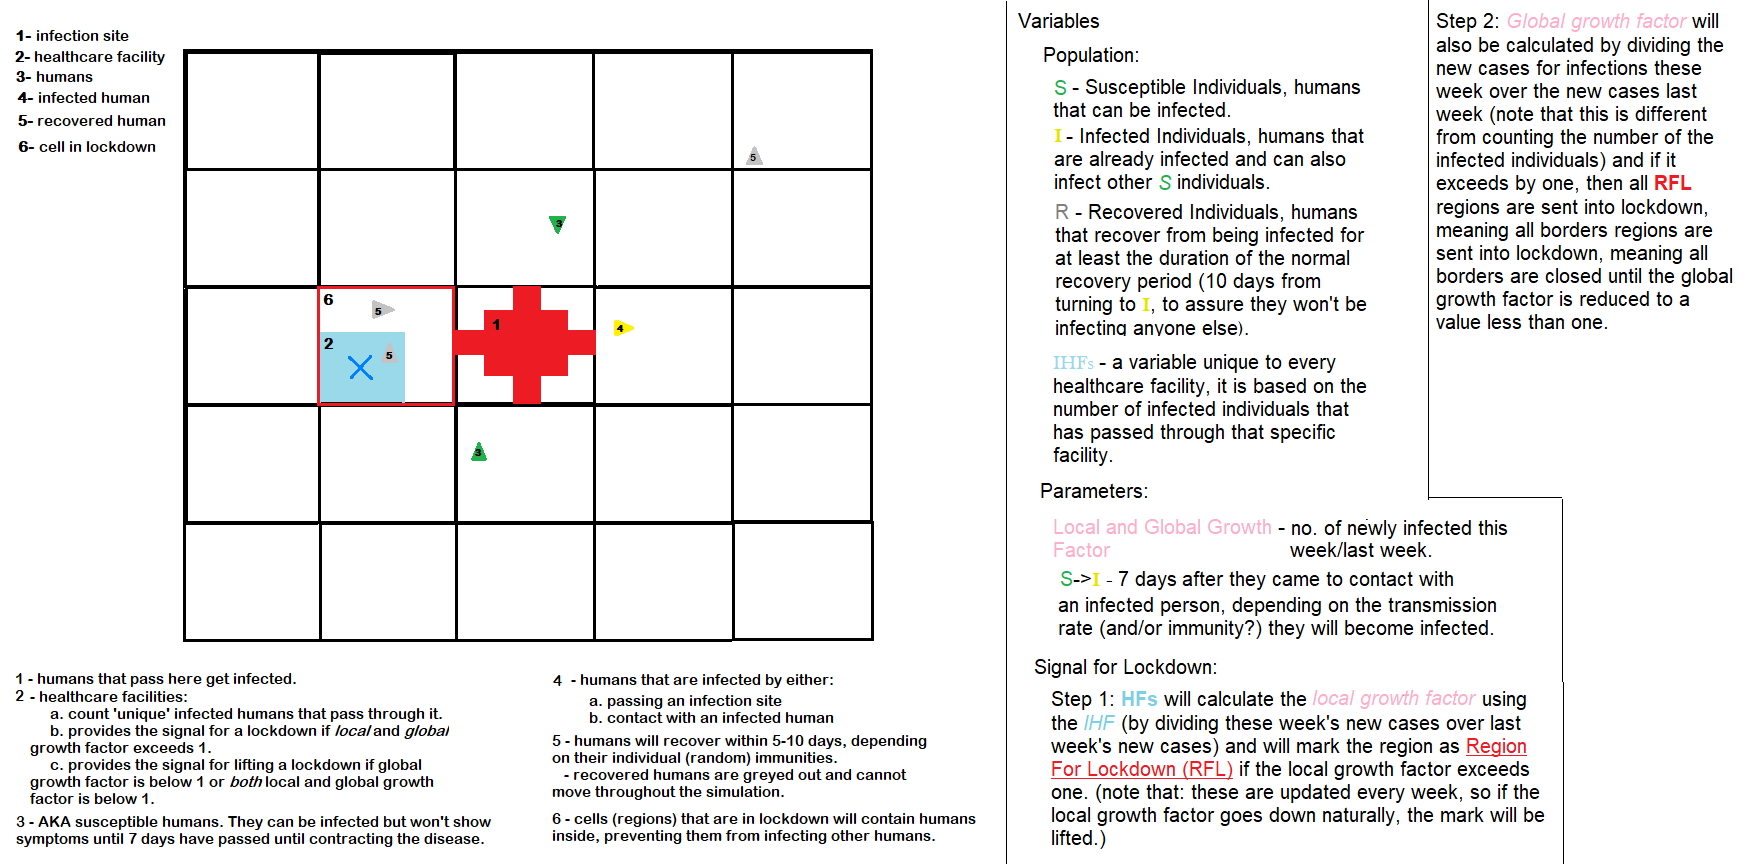 1- infection site
2- healthcare facility
3- humans
4- infected human
5- recovered human
6- cell in lockdown
5
3
6
5
2
5
1
4
3
1 - humans that pass here get infected.
2 - healthcare facilities:
a. count 'unique' infected humans that pass through it.
b. provides the signal for a lockdown if local and global
growth factor exceeds 1.
c. provides the signal for lifting a lockdown if global
growth factor is below 1 or both local and global growth
factor is below 1.
3 - AKA susceptible humans. They can be infected but won't show
symptoms until 7 days have passed until contracting the disease.
4 - humans that are infected by either:
a. passing an infection site
b. contact with an infected human
5 - humans will recover within 5-10 days, depending
on their individual (random) immunities.
- recovered humans are greyed out and cannot
move throughout the simulation.
6 - cells (regions) that are in lockdown will contain humans
inside, preventing them from infecting other humans.
Variables
Population:
S - Susceptible Individuals, humans
that can be infected.
I - Infected Individuals, humans that
are already infected and can also
infect other S individuals.
R - Recovered Individuals, humans
that recover from being infected for
at least the duration of the normal
recovery period (10 days from
turning to I, to assure they won't be
infecting anyone else).
IHFs - a variable unique to every
healthcare facility, it is based on the
number of infected individuals that
has passed through that specific
facility.
Parameters:
Local and Global Growth - no. of newly infected this
Factor week/last week.
S->I - 7 days after they came to contact with
an infected person, depending on the transmission
rate (and/or immunity?) they will become infected.
Signal for Lockdown:
Step 1: HFs will calculate the local growth factor using
the IHF (by dividing these week's new cases over last
week's new cases) and will mark the region as Region
For Lockdown (RFL) if the local growth factor exceeds
one. (note that: these are updated every week, so if the
local growth factor goes down naturally, the mark will be
lifted.)
Step 2: Global growth factor will
also be calculated by dividing the
new cases for infections these
week over the new cases last
week (note that this is different
from counting the number of the
infected individuals) and if it
exceeds by one, then all RFL
regions are sent into lockdown,
meaning all borders regions are
sent into lockdown, meaning all
borders are closed until the global
growth factor is reduced to a
value less than one.